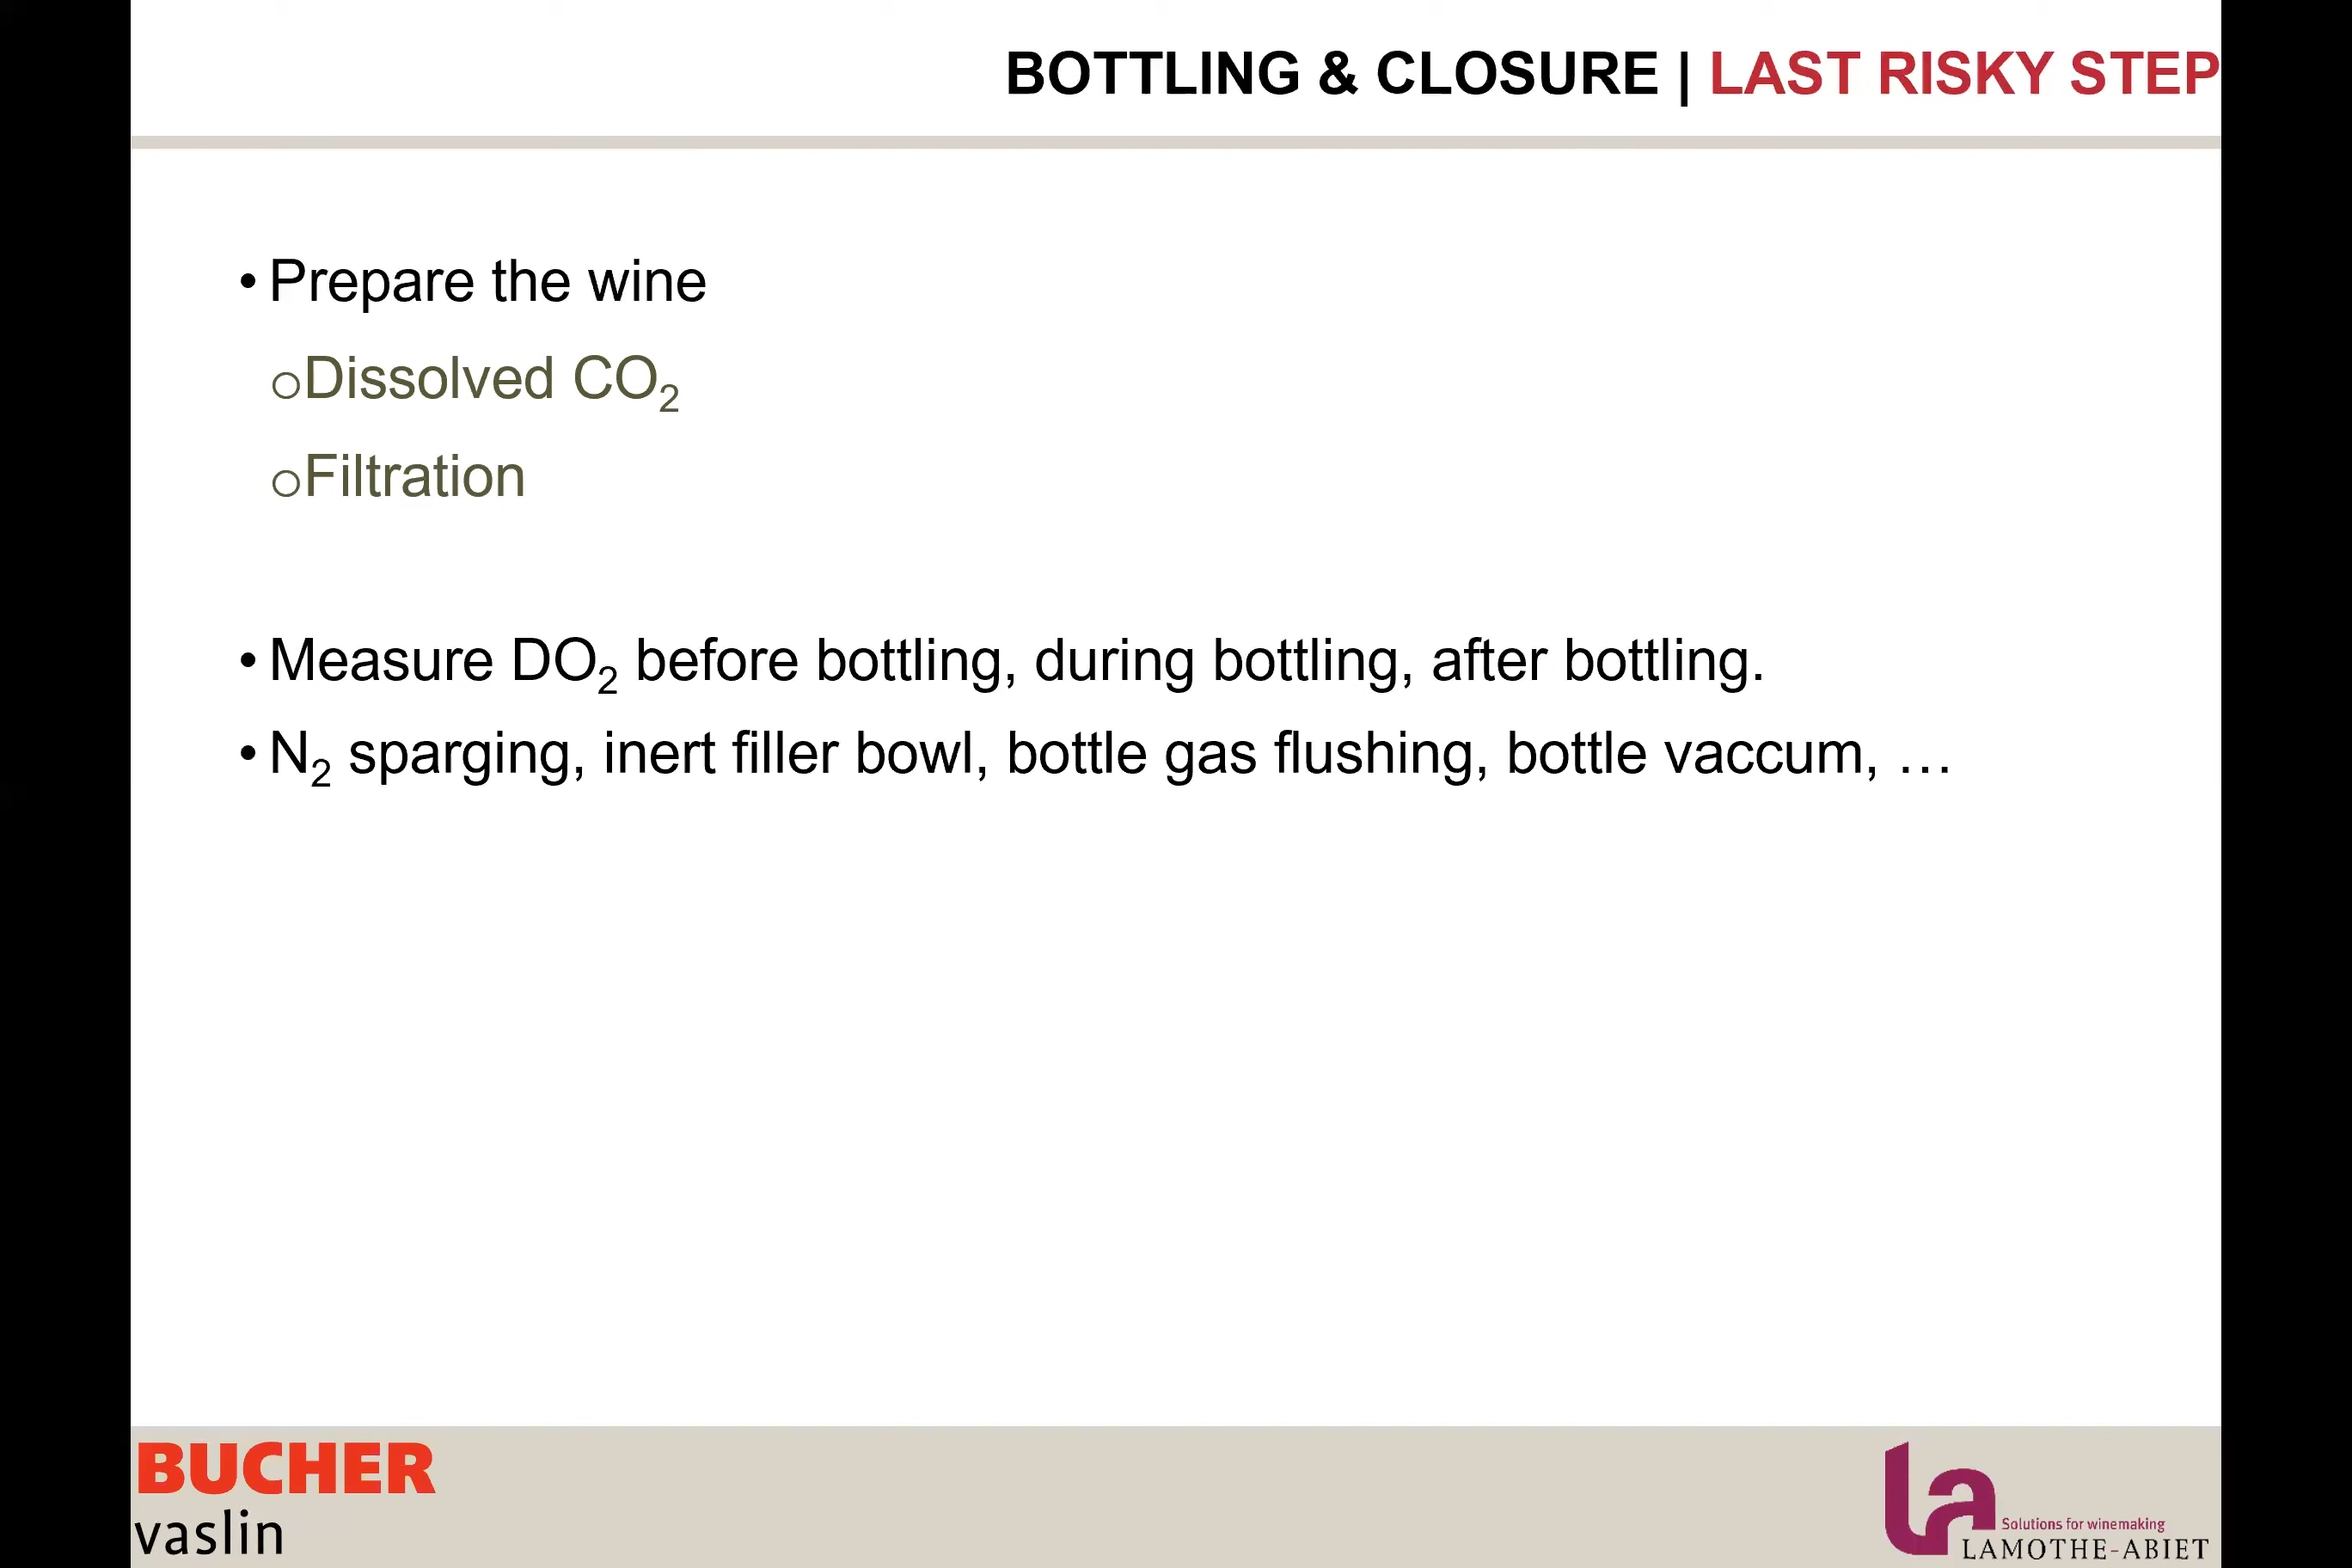 BOTTLING & CLOSURE | LAST RISKY STEP
• Prepare the wine
oDissolved CO₂
oFiltration
• Measure DO₂ before bottling, during bottling, after bottling.
• N₂ sparging, inert filler bowl, bottle gas flushing, bottle vaccum, …
BUCHER
vaslin
la
Solutions for winemaking
LAMOTHE-ABIET